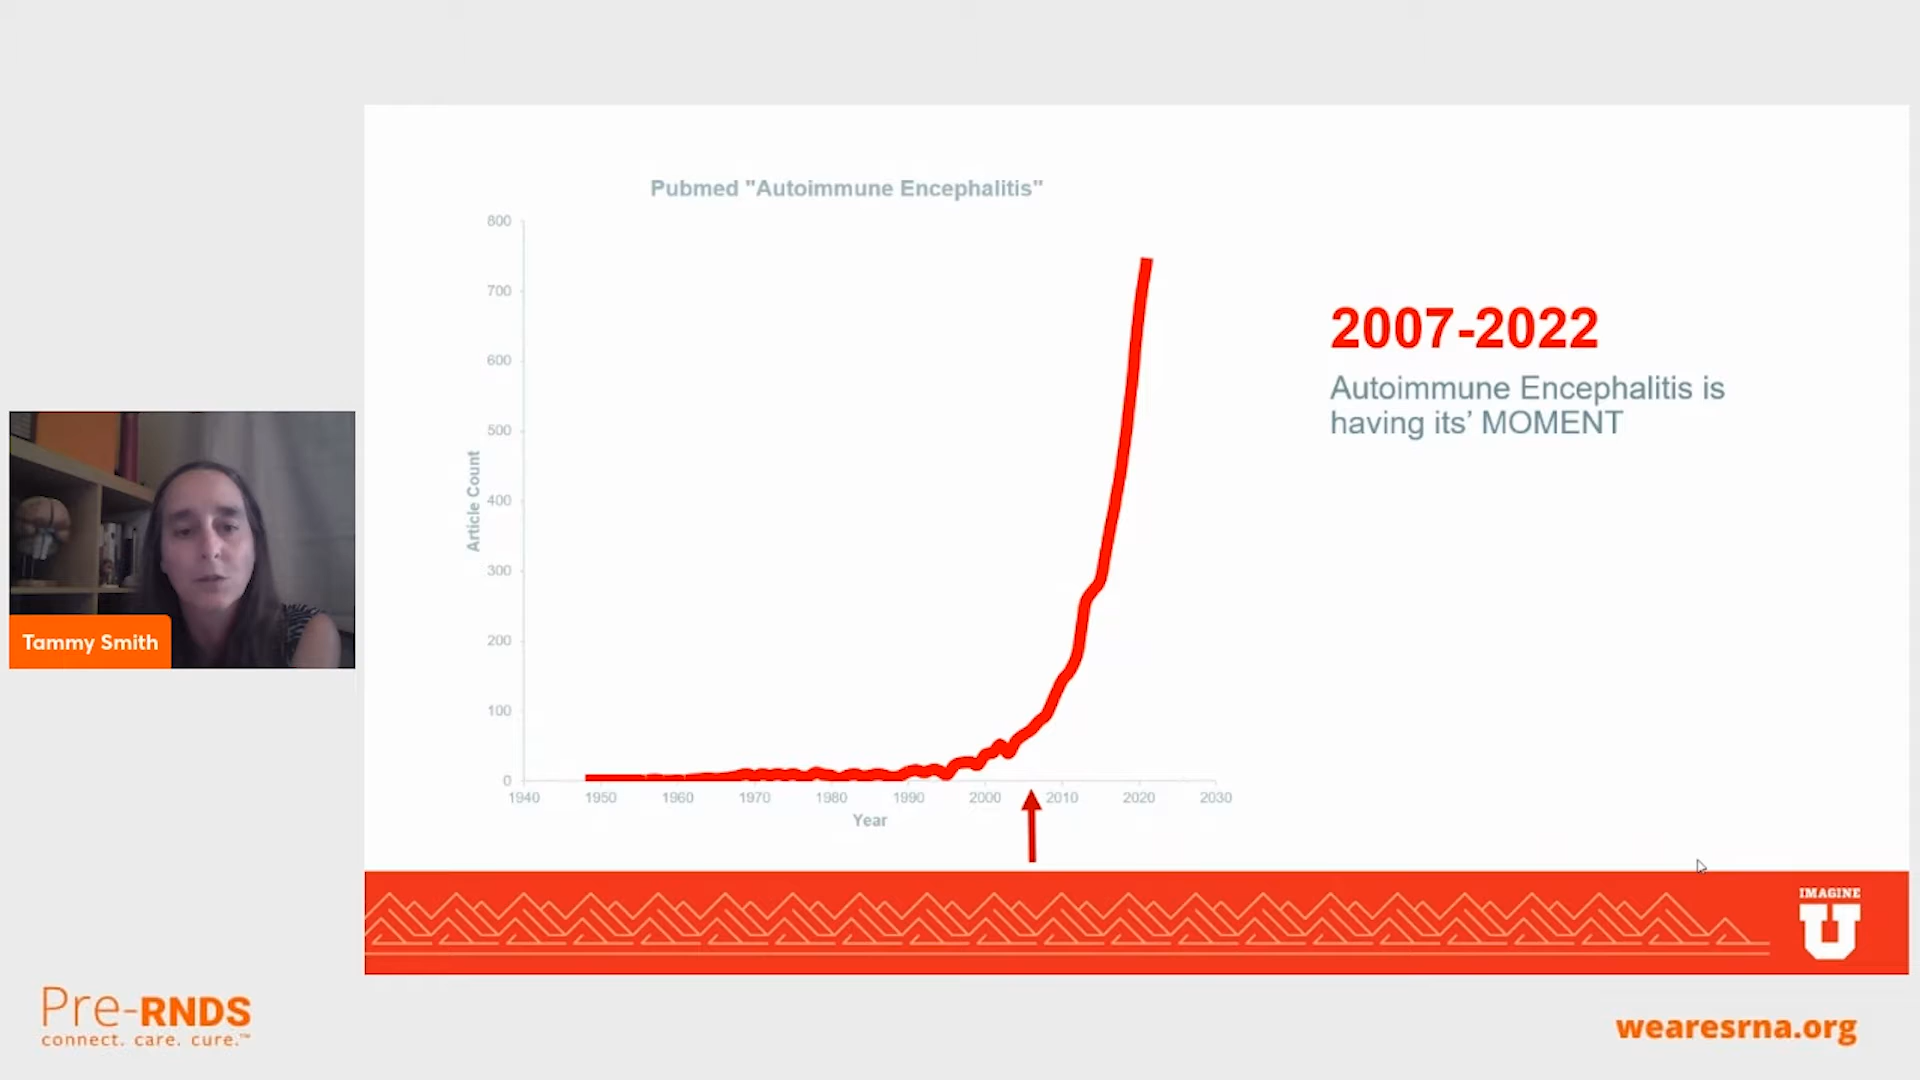 Pubmed "Autoimmune Encephalitis"
800
700
600
500
400
300
200
100
0
Article Count
1940 1950 1960 1970 1980 1990 2000 2010 2020 2030
Year
2007-2022
Autoimmune Encephalitis is
having its’ MOMENT
Tammy Smith
IMAGINE
U
Pre-RNDS
connect. care. cure.™
wearesrna.org